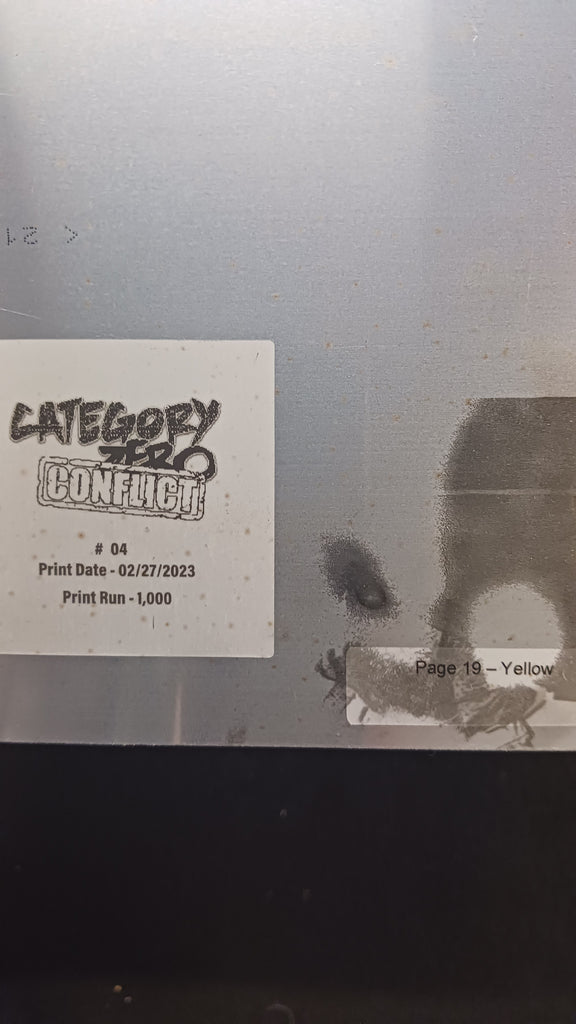 CATEGORY
ZERO
CONFLICT
# 04
Print Date - 02/27/2023
Print Run - 1,000
Page 19 – Yellow